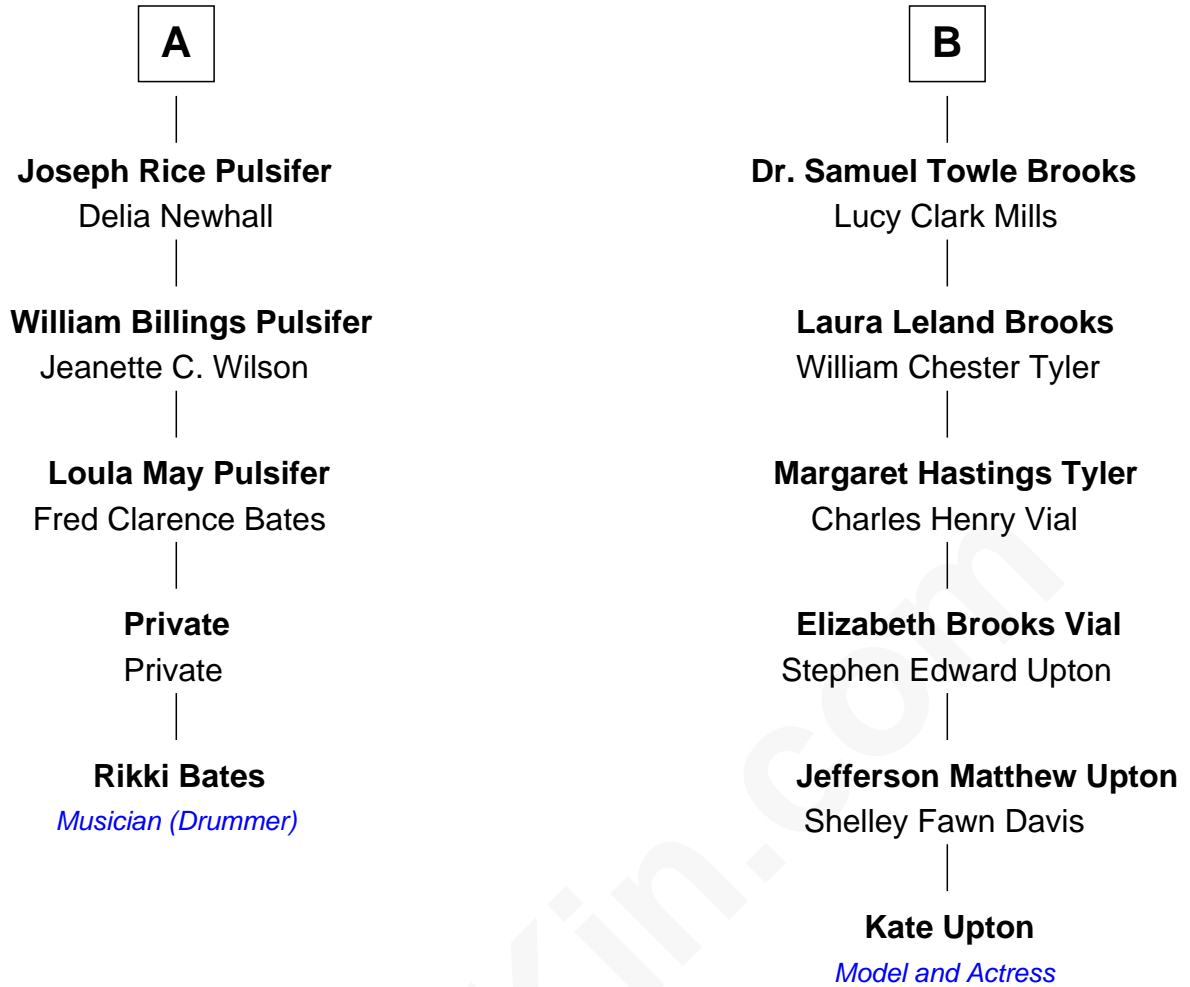 A
Joseph Rice Pulsifer
Delia Newhall
William Billings Pulsifer
Jeanette C. Wilson
Loula May Pulsifer
Fred Clarence Bates
Private
Private
Rikki Bates
Musician (Drummer)
B
Dr. Samuel Towle Brooks
Lucy Clark Mills
Laura Leland Brooks
William Chester Tyler
Margaret Hastings Tyler
Charles Henry Vial
Elizabeth Brooks Vial
Stephen Edward Upton
Jefferson Matthew Upton
Shelley Fawn Davis
Kate Upton
Model and Actress
Kin.com